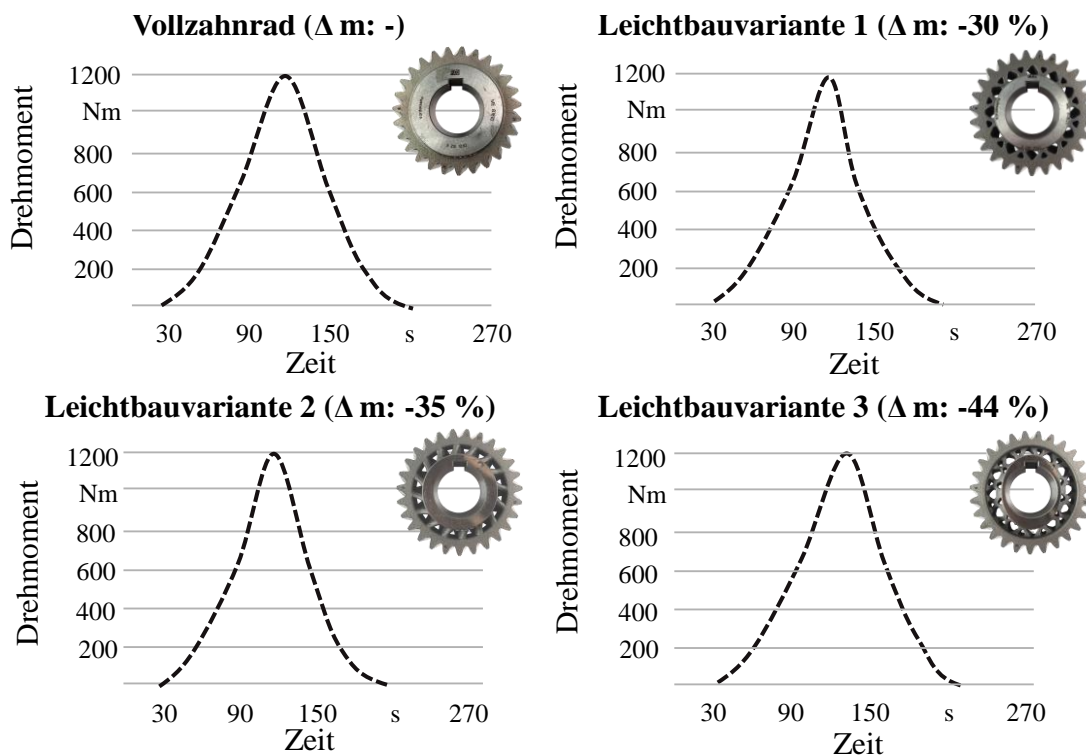 Vollzahnrad (Δ m: -)
Drehmoment
1200
Nm
800
600
400
200
30 90 150 s 270
Zeit
Leichtbauvariante 1 (Δ m: -30 %)
Drehmoment
1200
Nm
800
600
400
200
30 90 150 s 270
Zeit
Leichtbauvariante 2 (Δ m: -35 %)
Drehmoment
1200
Nm
800
600
400
200
30 90 150 s 270
Zeit
Leichtbauvariante 3 (Δ m: -44 %)
Drehmoment
1200
Nm
800
600
400
200
30 90 150 s 270
Zeit